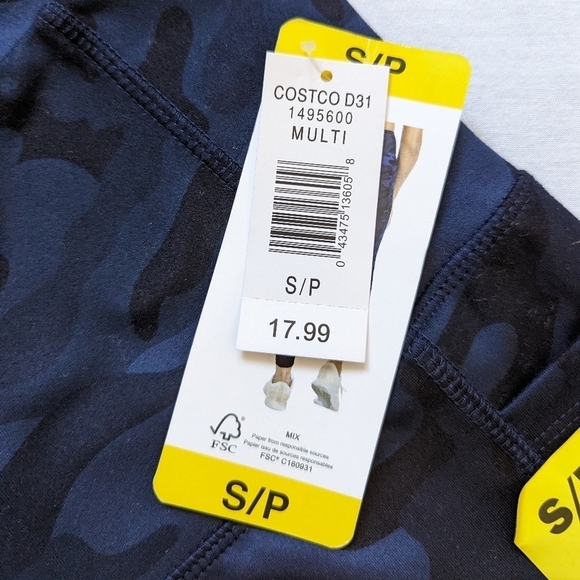 S/P
COSTCO D31
1495600
MULTI
0 43475 13605 8
S/P
17.99
FSC
MIX
Paper from responsible sources
Papier issu de sources responsables
FSC® C180931
S/P